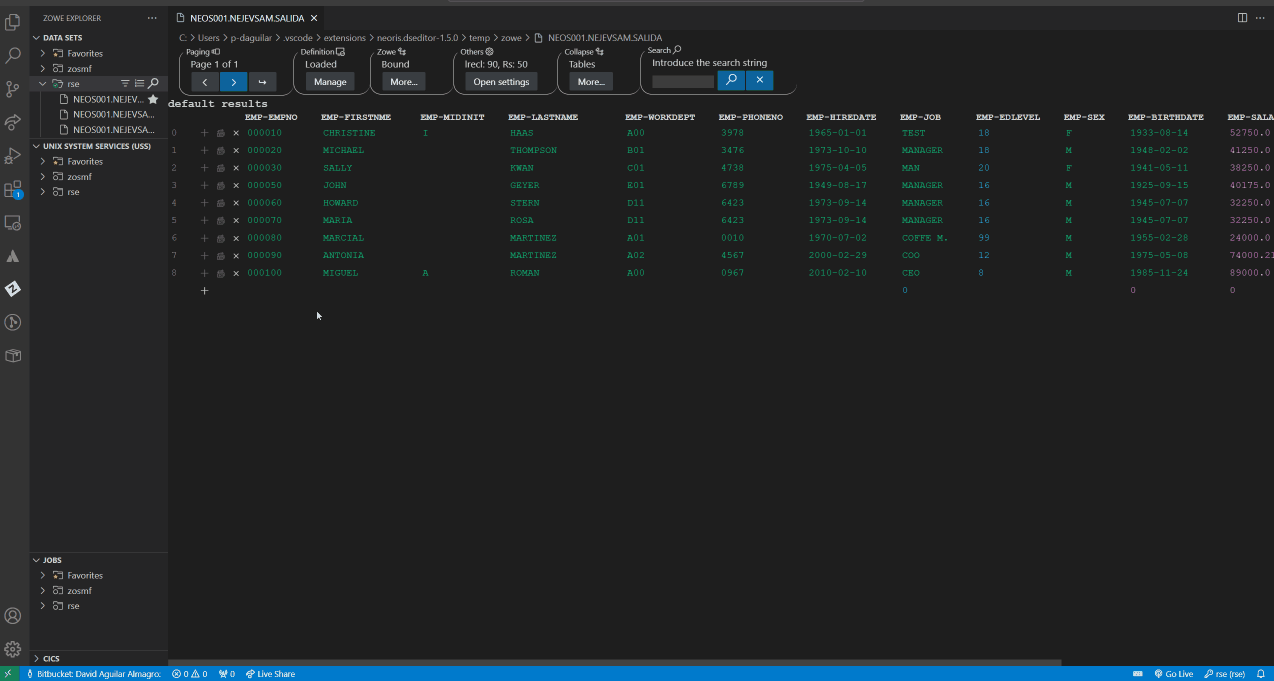 ZOWE EXPLORER ···
DATA SETS
Favorites
zosmf
rse
NEOS001.NEJEV...
NEOS001.NEJEVSA...
NEOS001.NEJEVSA...
UNIX SYSTEM SERVICES (USS)
Favorites
zosmf
rse
JOBS
Favorites
zosmf
rse
CICS
1
NEOS001.NEJEVSAM.SALIDA
C: > Users > p-daguilar > .vscode > extensions > neoris.dseditor-1.5.0 > temp > zowe > NEOS001.NEJEVSAM.SALIDA
Paging
Page 1 of 1
Definition
Loaded
Manage
Zowe
Bound
More...
Others
lrecl: 90, Rs: 50
Open settings
Collapse
Tables
More...
Search
Introduce the search string
default results
EMP-EMPNO EMP-FIRSTNME EMP-MIDINIT EMP-LASTNAME EMP-WORKDEPT EMP-PHONENO EMP-HIREDATE EMP-JOB EMP-EDLEVEL EMP-SEX EMP-BIRTHDATE EMP-SALA
0 + × 000010 CHRISTINE I HAAS A00 3978 1965-01-01 TEST 18 F 1933-08-14 52750.0
1 + × 000020 MICHAEL THOMPSON B01 3476 1973-10-10 MANAGER 18 M 1948-02-02 41250.0
2 + × 000030 SALLY KWAN C01 4738 1975-04-05 MAN 20 F 1941-05-11 38250.0
3 + × 000050 JOHN GEYER E01 6789 1949-08-17 MANAGER 16 M 1925-09-15 40175.0
4 + × 000060 HOWARD STERN D11 6423 1973-09-14 MANAGER 16 M 1945-07-07 32250.0
5 + × 000070 MARIA ROSA D11 6423 1973-09-14 MANAGER 16 M 1945-07-07 32250.0
6 + × 000080 MARCIAL MARTINEZ A01 0010 1970-07-02 COFFE M. 99 M 1955-02-28 24000.0
7 + × 000090 ANTONIA MARTINEZ A02 4567 2000-02-29 COO 12 M 1975-05-08 74000.21
8 + × 000100 MIGUEL A ROMAN A00 0967 2010-02-10 CEO 8 M 1985-11-24 89000.0
+ 0 0 0
Bitbucket: David Aguilar Almagro: 0 0 0 Live Share Go Live rse (rse)